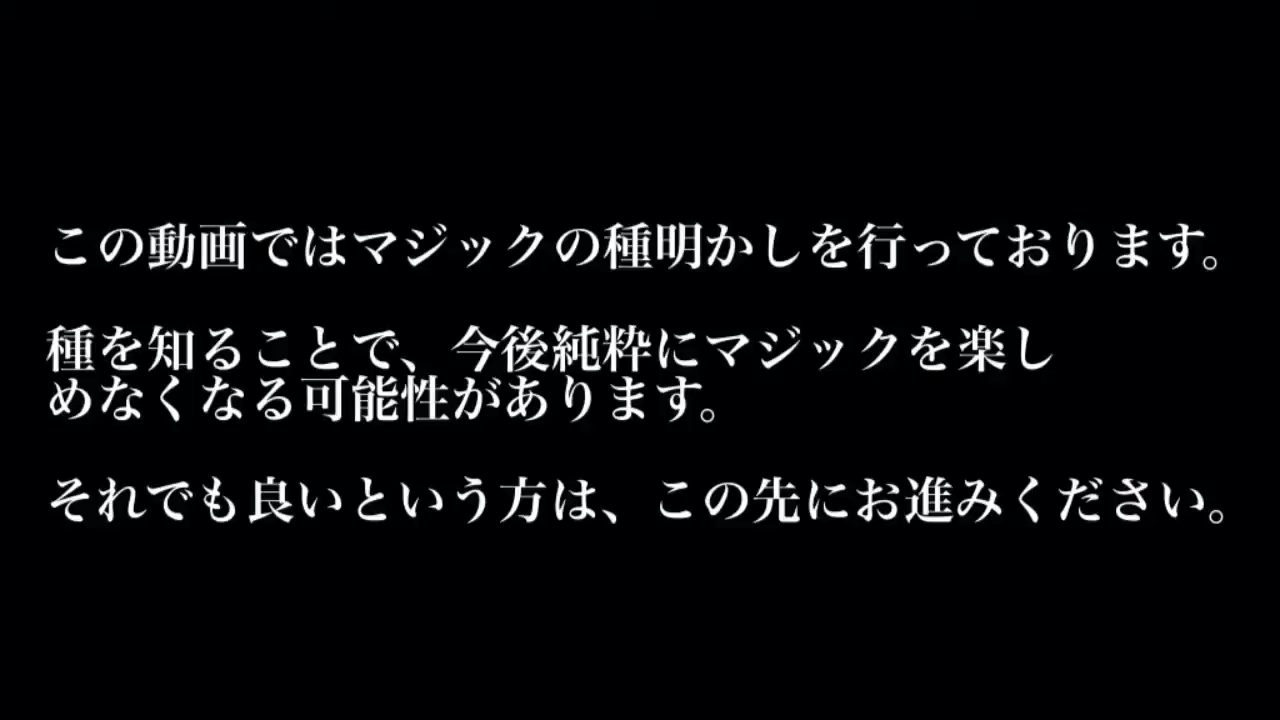 この動画ではマジックの種明かしを行っております。
種を知ることで、今後純粋にマジックを楽し
めなくなる可能性があります。
それでも良いという方は、この先にお進みください。